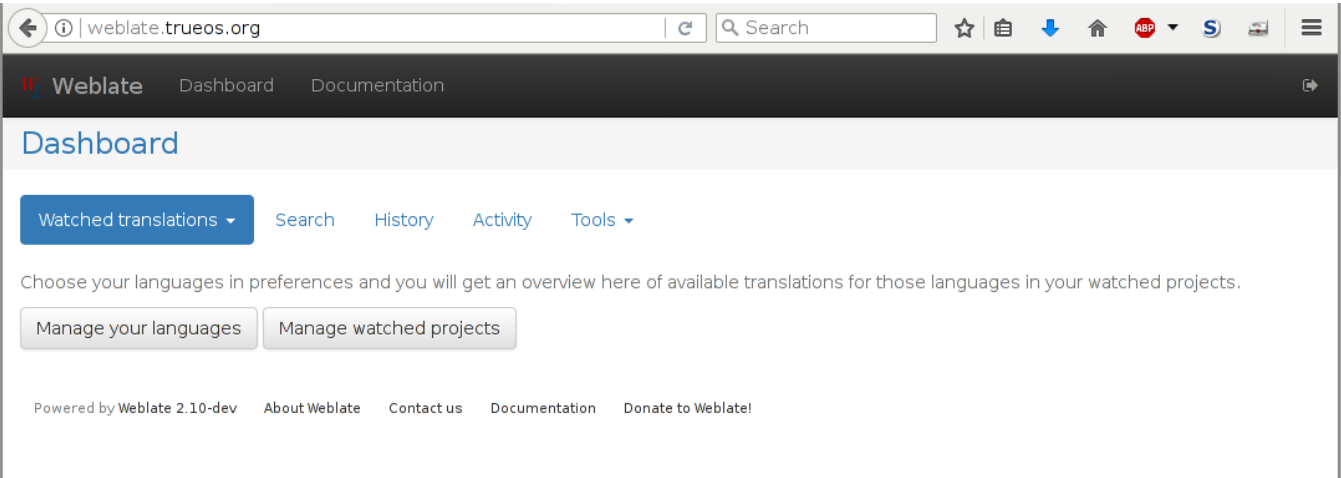 weblate.trueos.org Search ABP S
Weblate Dashboard Documentation
Dashboard
Watched translations Search History Activity Tools
Choose your languages in preferences and you will get an overview here of available translations for those languages in your watched projects.
Manage your languages Manage watched projects
Powered by Weblate 2.10-dev About Weblate Contact us Documentation Donate to Weblate!